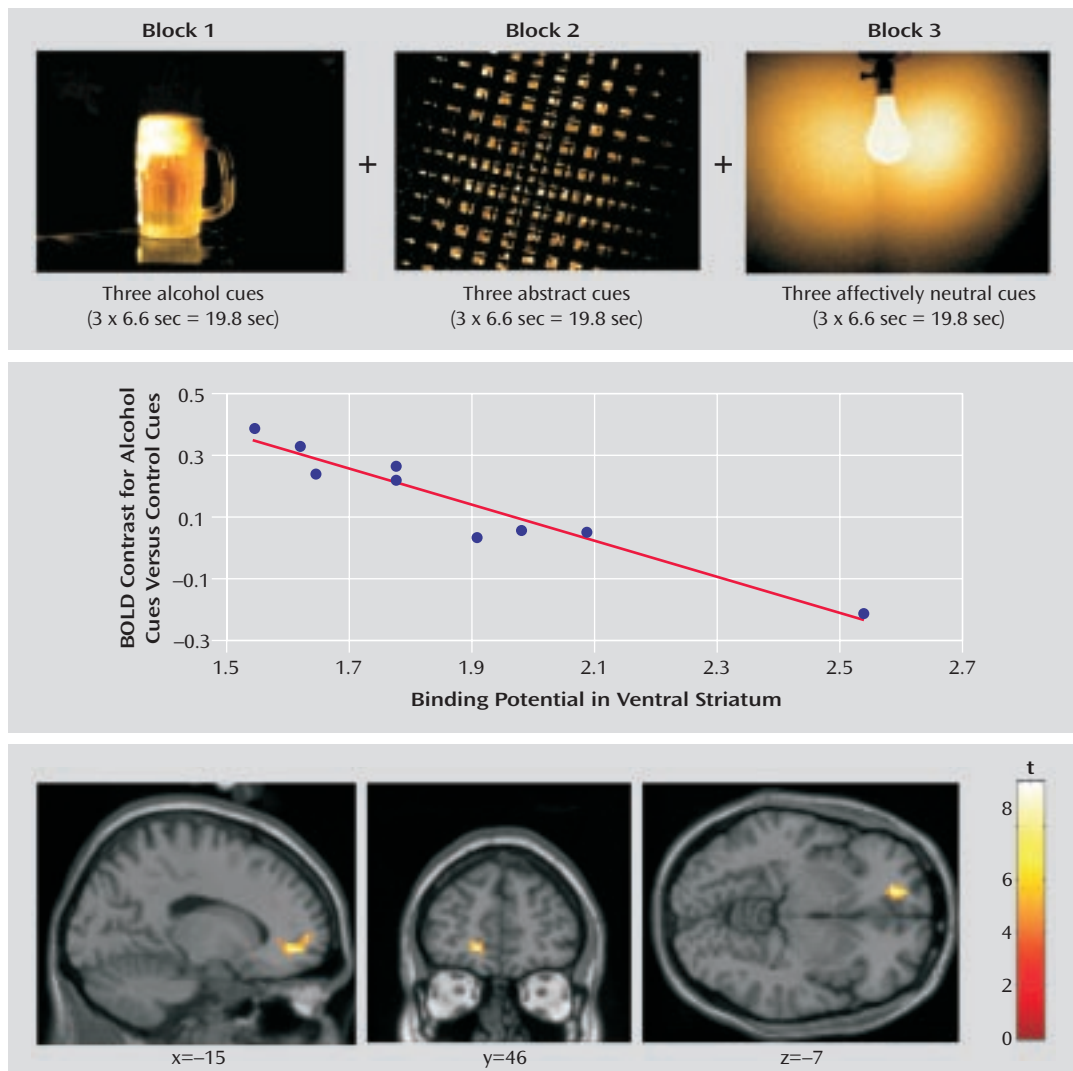 Block 1
Block 2
Block 3
+
+
Three alcohol cues
(3 x 6.6 sec = 19.8 sec)
Three abstract cues
(3 x 6.6 sec = 19.8 sec)
Three affectively neutral cues
(3 x 6.6 sec = 19.8 sec)
BOLD Contrast for Alcohol
Cues Versus Control Cues
0.5
0.3
0.1
–0.1
–0.3
1.5
1.7
1.9
2.1
2.3
2.5
2.7
Binding Potential in Ventral Striatum
t
8
6
4
2
0
x=–15
y=46
z=–7